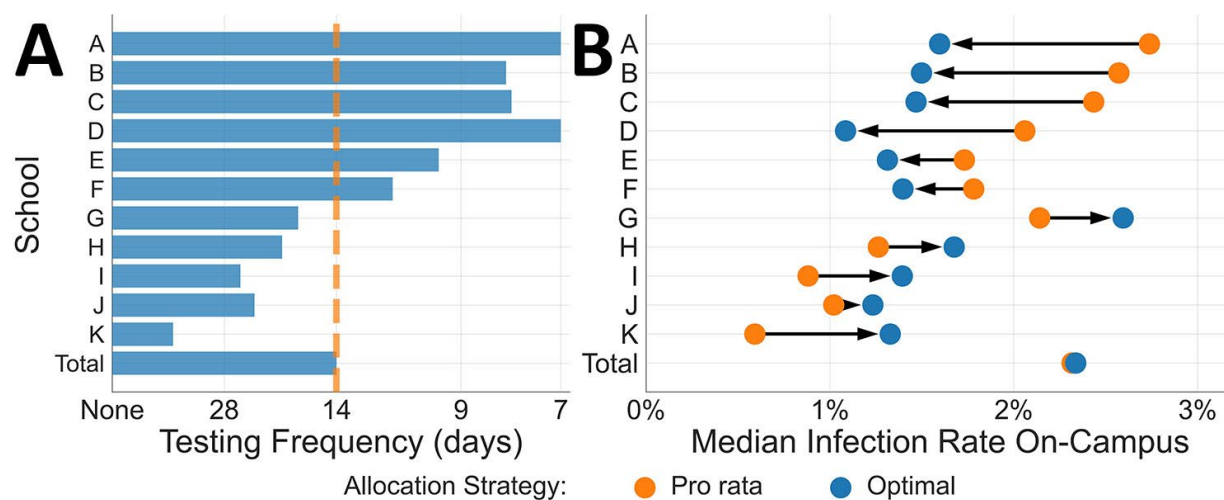 A
B
School
A
B
C
D
E
F
G
H
I
J
K
Total
None 28 14 9 7
Testing Frequency (days)
A
B
C
D
E
F
G
H
I
J
K
Total
0% 1% 2% 3%
Median Infection Rate On-Campus
Allocation Strategy: Pro rata Optimal